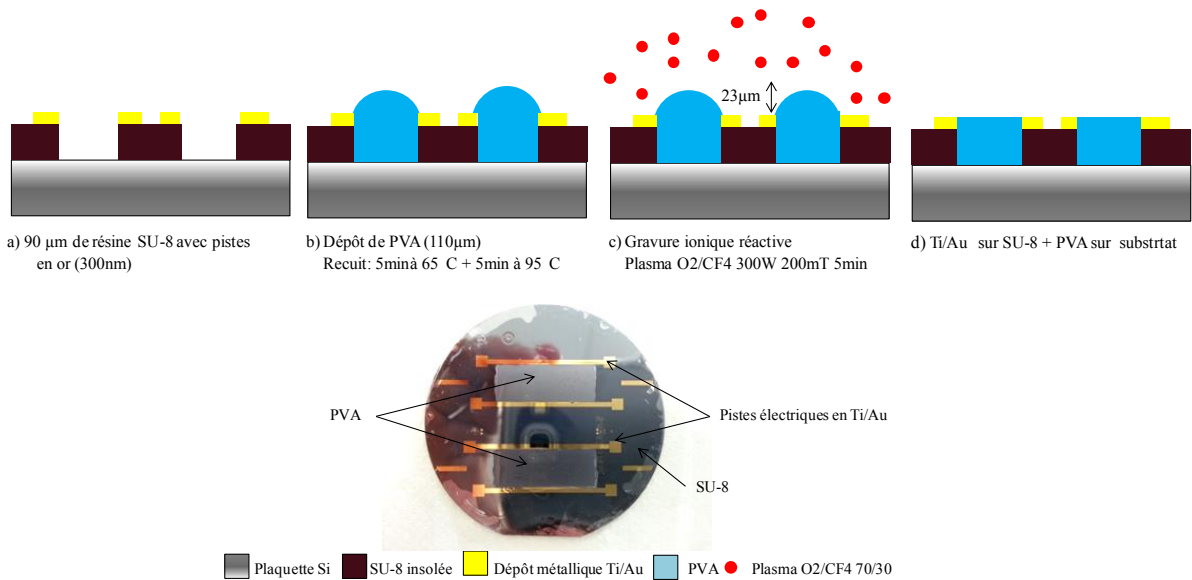 23μm
a) 90 μm de résine SU-8 avec pistes
en or (300nm)
b) Dépôt de PVA (110μm)
Recuit: 5minà 65 C + 5min à 95 C
c) Gravure ionique réactive
Plasma O2/CF4 300W 200mT 5min
d) Ti/Au sur SU-8 + PVA sur substrtat
PVA
Pistes électriques en Ti/Au
SU-8
Plaquette Si
SU-8 insolée
Dépôt métallique Ti/Au
PVA
Plasma O2/CF4 70/30